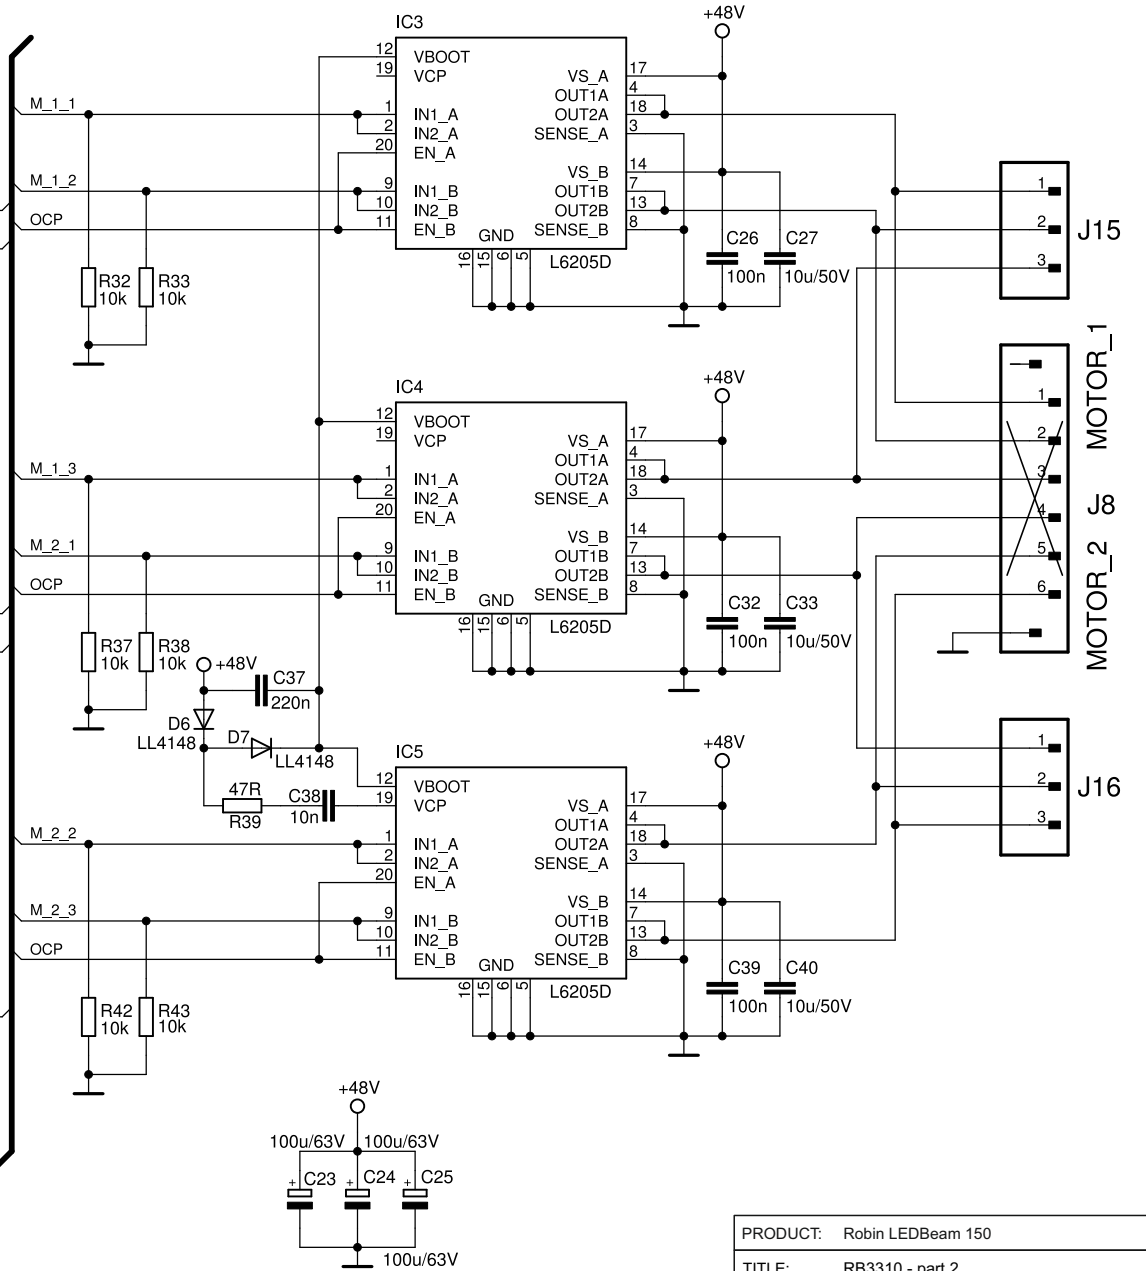 IC3
+48V
12
VBOOT
19
VCP
VS_A
17
OUT1A
4
M_1_1
1
IN1_A
OUT2A
18
2
IN2_A
SENSE_A
3
20
EN_A
VS_B
14
M_1_2
9
IN1_B
OUT1B
7
10
IN2_B
OUT2B
13
OCP
11
EN_B
SENSE_B
8
GND
16
15
6
5
L6205D
R32
10k
R33
10k
C26
100n
C27
10u/50V
1
2
3
J15
IC4
+48V
12
VBOOT
19
VCP
VS_A
17
OUT1A
4
M_1_3
1
IN1_A
OUT2A
18
2
IN2_A
SENSE_A
3
20
EN_A
VS_B
14
M_2_1
9
IN1_B
OUT1B
7
10
IN2_B
OUT2B
13
OCP
11
EN_B
SENSE_B
8
GND
16
15
6
5
L6205D
R37
10k
R38
10k
C32
100n
C33
10u/50V
MOTOR_1
1
2
3
4
5
6
J8
MOTOR_2
+48V
C37
220n
D6
LL4148
D7
LL4148
47R
R39
C38
10n
IC5
+48V
12
VBOOT
19
VCP
VS_A
17
OUT1A
4
M_2_2
1
IN1_A
OUT2A
18
2
IN2_A
SENSE_A
3
20
EN_A
VS_B
14
M_2_3
9
IN1_B
OUT1B
7
10
IN2_B
OUT2B
13
OCP
11
EN_B
SENSE_B
8
GND
16
15
6
5
L6205D
R42
10k
R43
10k
C39
100n
C40
10u/50V
1
2
3
J16
+48V
100u/63V
100u/63V
+
C23
+
C24
+
C25
100u/63V
PRODUCT: Robin LEDBeam 150
TITLE: RB3310 - part 2